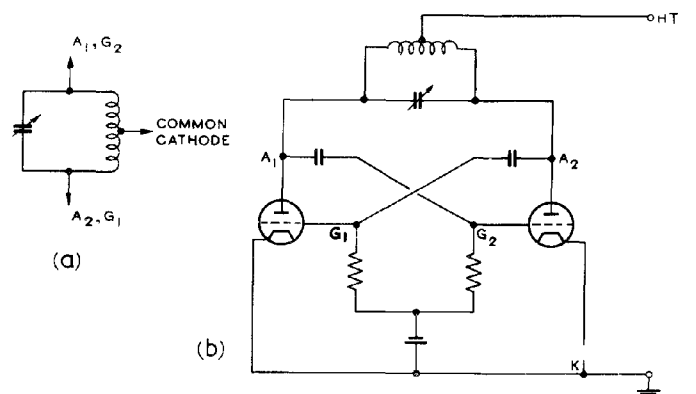 A₁,G₂
COMMON
CATHODE
A₂,G₁
(a)
HT
A₁
A₂
G₁
G₂
K
(b)